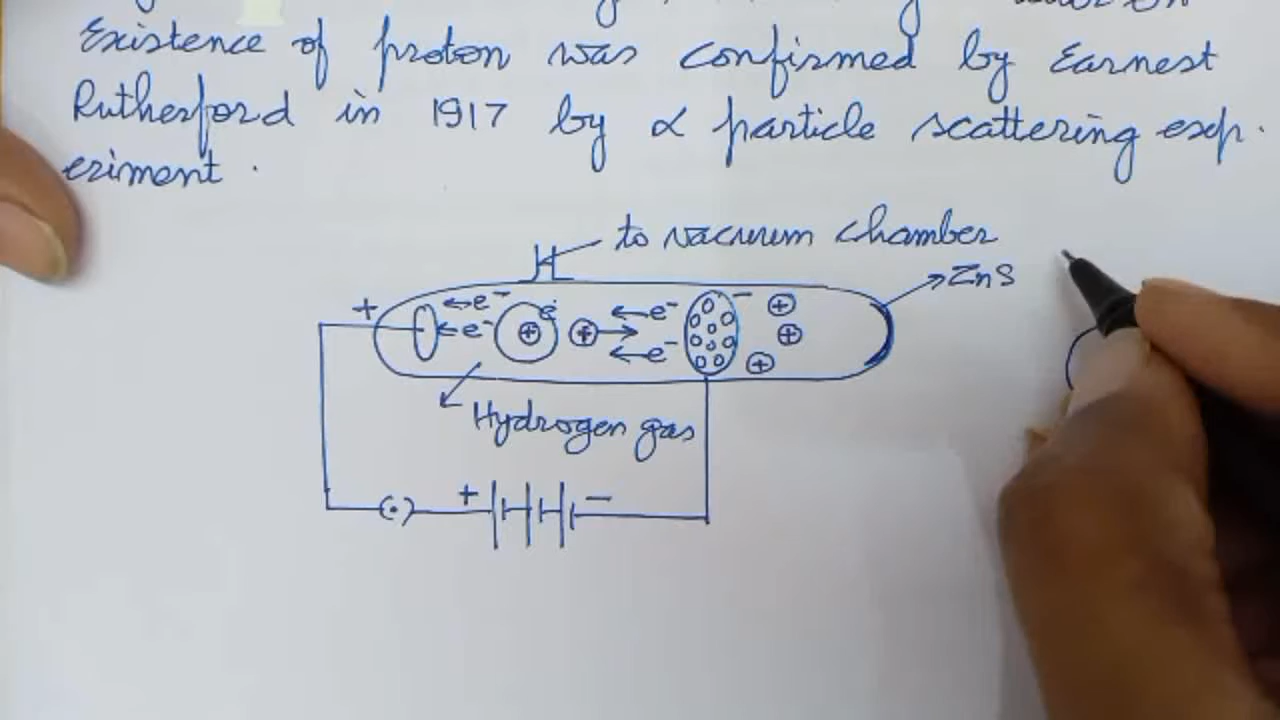 Existence of proton was confirmed by Earnest
Rutherford in 1917 by α particle scattering exp.
eriment.
to vacuum chamber
ZnS
+ ←e⁻ e⁻ ←e⁻ −
←e⁻ + + → +
←e⁻ +
+
Hydrogen gas
+ −